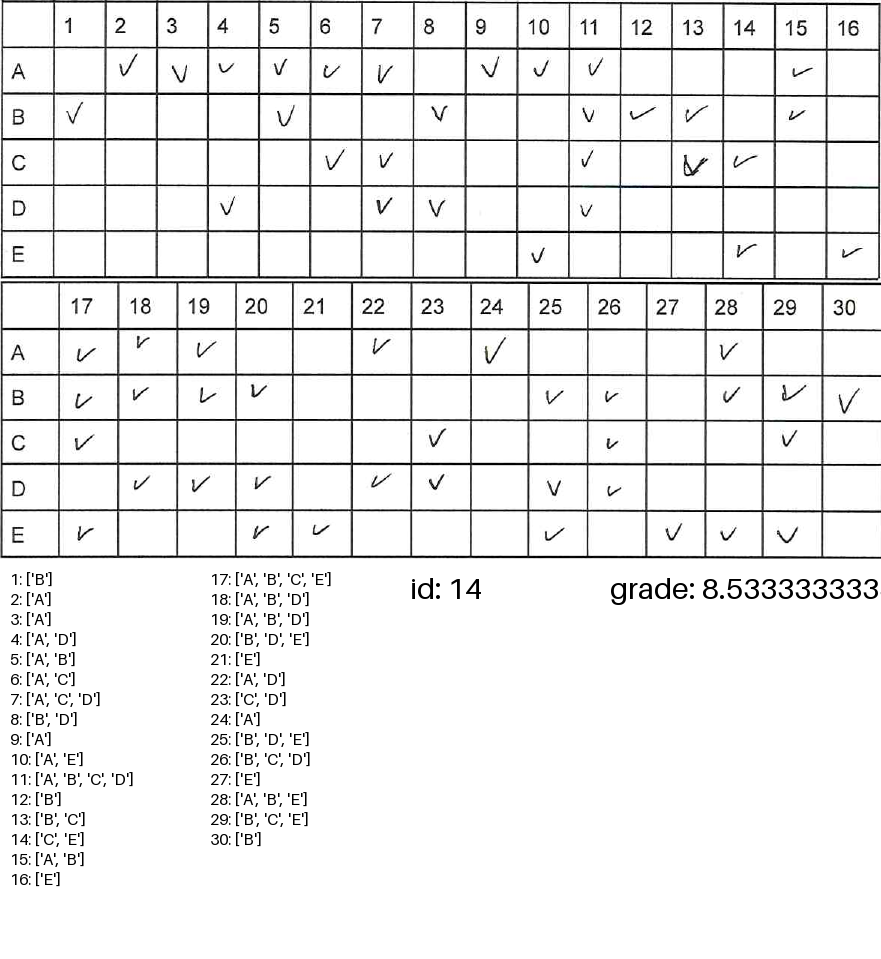 1 2 3 4 5 6 7 8 9 10 11 12 13 14 15 16
A ✓ ✓ ✓ ✓ ✓ ✓ ✓ ✓ ✓ ✓
B ✓ ✓ ✓ ✓ ✓ ✓ ✓
C ✓ ✓ ✓ ✓ ✓
D ✓ ✓ ✓ ✓
E ✓ ✓ ✓
17 18 19 20 21 22 23 24 25 26 27 28 29 30
A ✓ ✓ ✓ ✓ ✓ ✓
B ✓ ✓ ✓ ✓ ✓ ✓ ✓ ✓ ✓
C ✓ ✓ ✓ ✓
D ✓ ✓ ✓ ✓ ✓ ✓ ✓
E ✓ ✓ ✓ ✓ ✓ ✓ ✓
1: ['B']
2: ['A']
3: ['A']
4: ['A', 'D']
5: ['A', 'B']
6: ['A', 'C']
7: ['A', 'C', 'D']
8: ['B', 'D']
9: ['A']
10: ['A', 'E']
11: ['A', 'B', 'C', 'D']
12: ['B']
13: ['B', 'C']
14: ['C', 'E']
15: ['A', 'B']
16: ['E']
17: ['A', 'B', 'C', 'E']
18: ['A', 'B', 'D']
19: ['A', 'B', 'D']
20: ['B', 'D', 'E']
21: ['E']
22: ['A', 'D']
23: ['C', 'D']
24: ['A']
25: ['B', 'D', 'E']
26: ['B', 'C', 'D']
27: ['E']
28: ['A', 'B', 'E']
29: ['B', 'C', 'E']
30: ['B']
id: 14
grade: 8.533333333